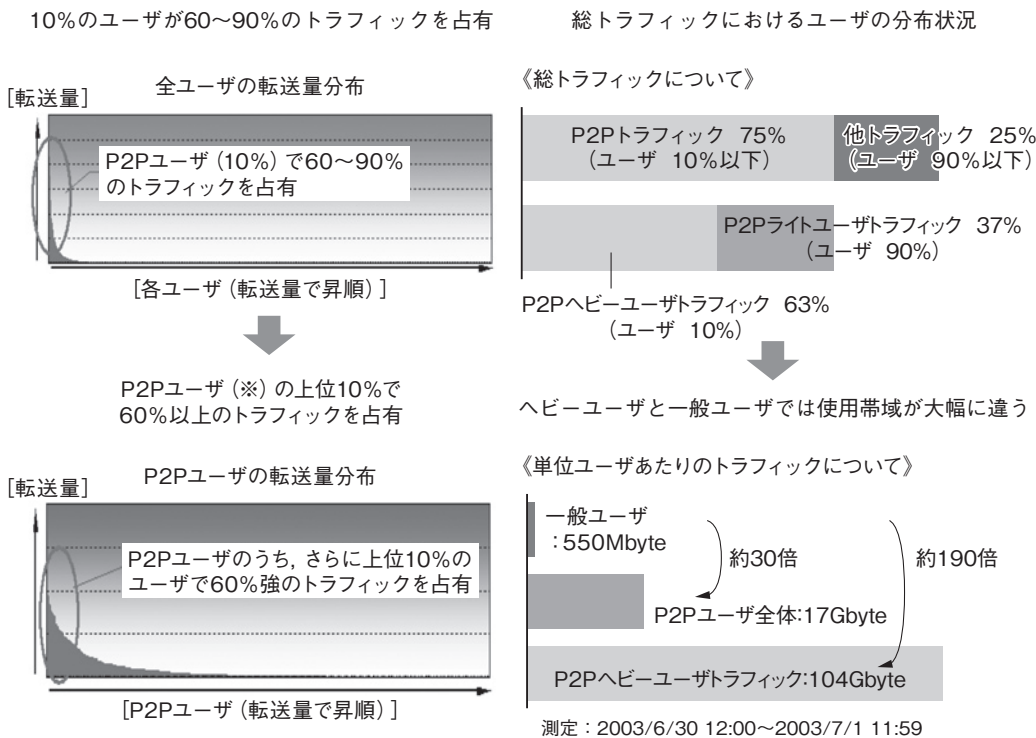 10%のユーザが60〜90%のトラフィックを占有
[転送量]
全ユーザの転送量分布
P2Pユーザ（10%）で60〜90%
のトラフィックを占有
[各ユーザ（転送量で昇順）]
P2Pユーザ（※）の上位10%で
60%以上のトラフィックを占有
[転送量]
P2Pユーザの転送量分布
P2Pユーザのうち，さらに上位10%の
ユーザで60%強のトラフィックを占有
[P2Pユーザ（転送量で昇順）]
総トラフィックにおけるユーザの分布状況
《総トラフィックについて》
P2Pトラフィック 75%
（ユーザ 10%以下）
他トラフィック 25%
（ユーザ 90%以下）
P2Pライトユーザトラフィック 37%
（ユーザ 90%）
P2Pヘビーユーザトラフィック 63%
（ユーザ 10%）
ヘビーユーザと一般ユーザでは使用帯域が大幅に違う
《単位ユーザあたりのトラフィックについて》
一般ユーザ
：550Mbyte
約30倍
約190倍
P2Pユーザ全体：17Gbyte
P2Pヘビーユーザトラフィック：104Gbyte
測定：2003/6/30 12:00〜2003/7/1 11:59